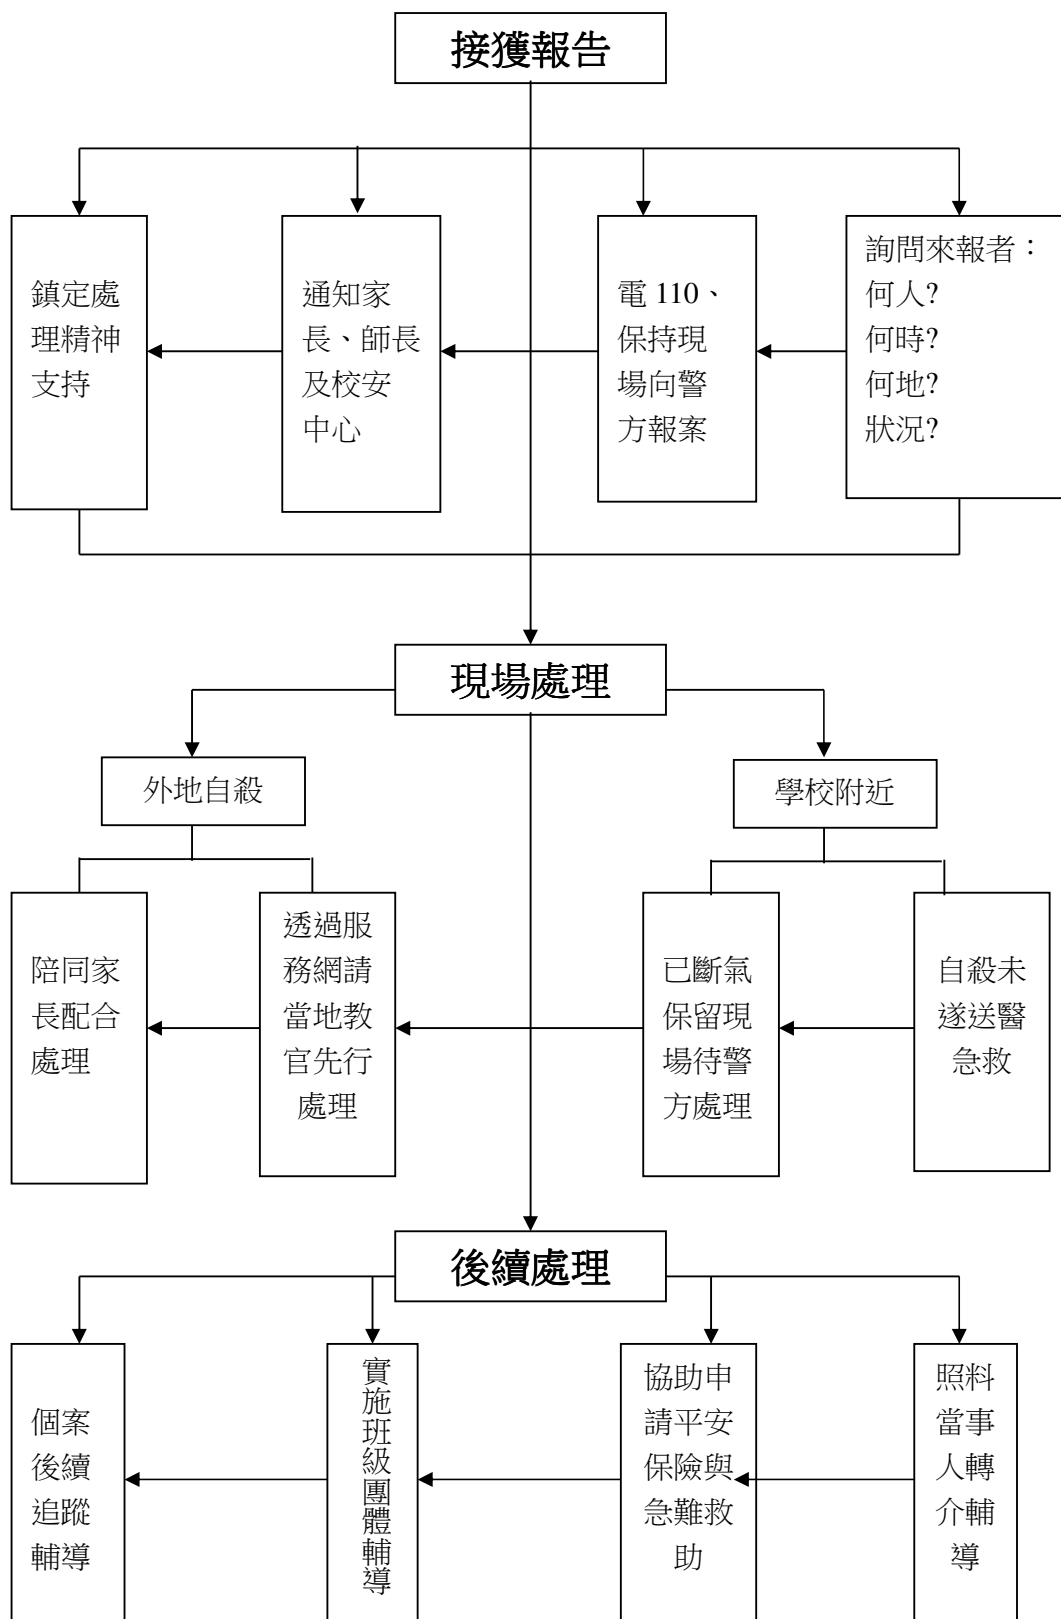 接獲報告
鎮定處
理精神
支持
通知家
長、師長
及校安
中心
電 110、
保持現
場向警
方報案
詢問來報者：
何人?
何時?
何地?
狀況?
現場處理
外地自殺
學校附近
陪同家
長配合
處理
透過服
務網請
當地教
官先行
處理
已斷氣
保留現
場待警
方處理
自殺未
遂送醫
急救
後續處理
個案
後續
追蹤
輔導
實施班級團體輔導
協助申
請平安
保險與
急難救
助
照料
當事
人轉
介輔
導